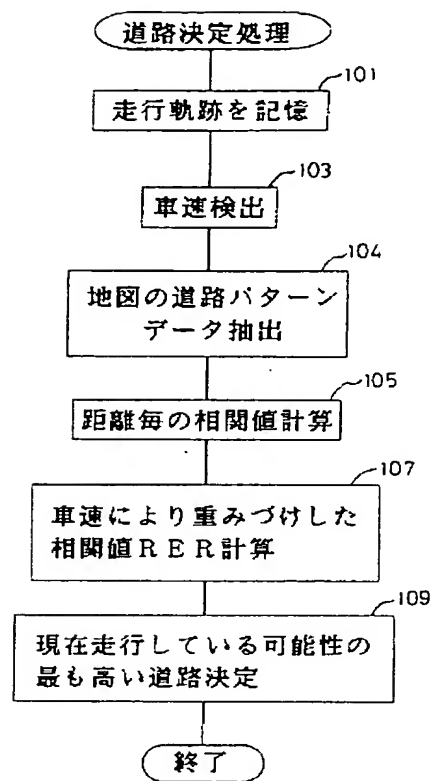 道路決定処理
101
走行軌跡を記憶
103
車速検出
104
地図の道路パターン
データ抽出
105
距離毎の相関値計算
107
車速により重みづけした
相関値RER計算
109
現在走行している可能性の
最も高い道路決定
終了